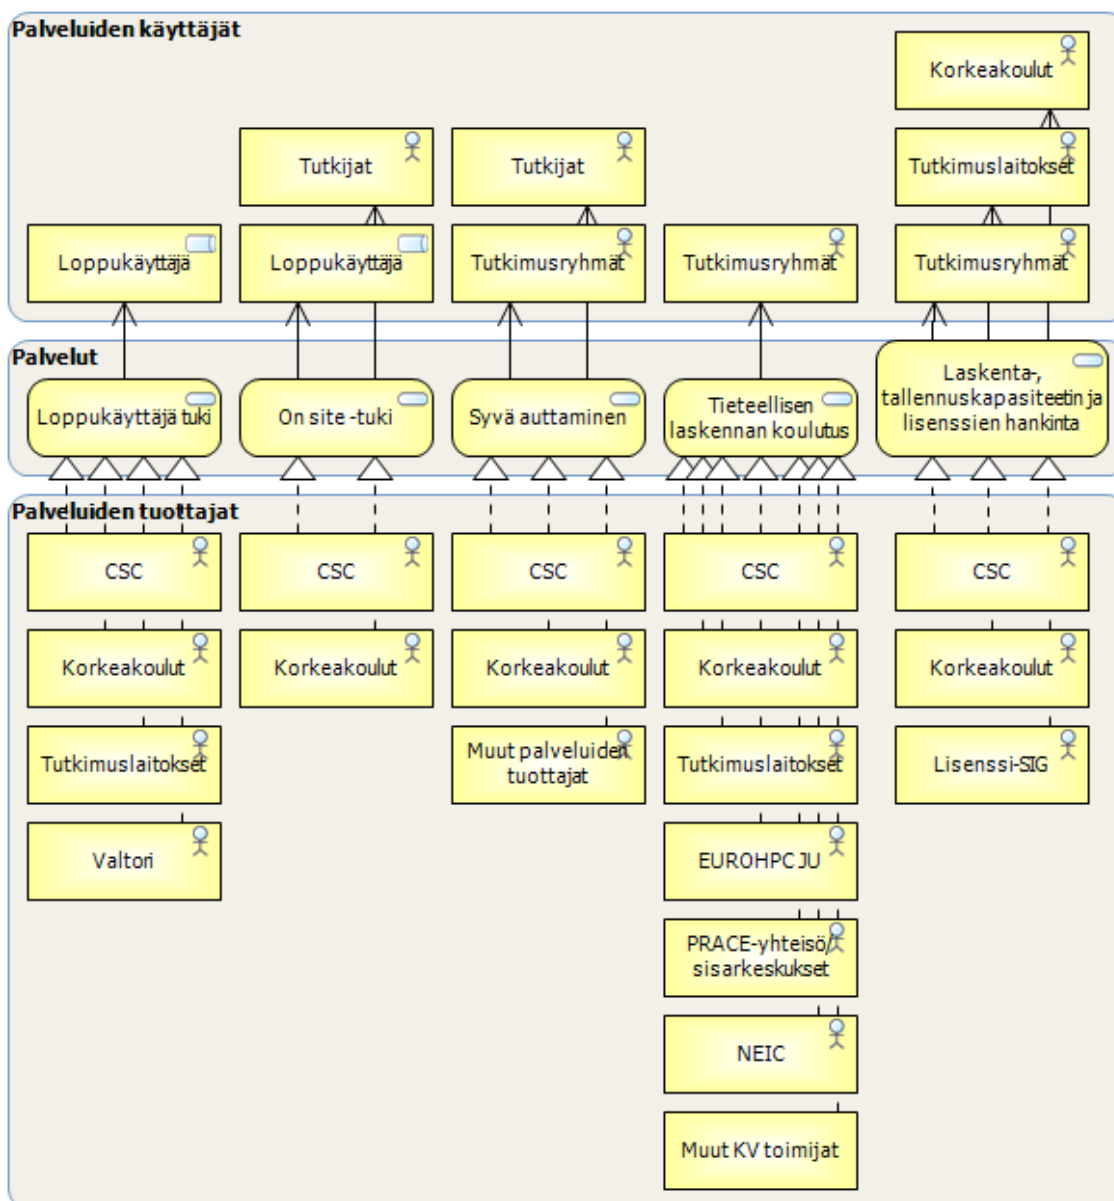 Palveluiden käyttäjät
Korkeakoulut
Tutkijat
Tutkijat
Tutkimuslaitokset
Loppukäyttäjä
Loppukäyttäjä
Tutkimusryhmät
Tutkimusryhmät
Tutkimusryhmät
Palvelut
Loppukäyttäjä tuki
On site -tuki
Syvä auttaminen
Tieteellisen
laskennan koulutus
Laskenta-,
tallennuskapasiteetin ja
lisenssien hankinta
Palveluiden tuottajat
CSC
CSC
CSC
CSC
CSC
Korkeakoulut
Korkeakoulut
Korkeakoulut
Korkeakoulut
Korkeakoulut
Tutkimuslaitokset
Muut palveluiden
tuottajat
Tutkimuslaitokset
Lisenssi-SIG
Valtori
EUROHPC JU
PRACE-yhteisö/
sisarkeskukset
NEIC
Muut KV toimijat